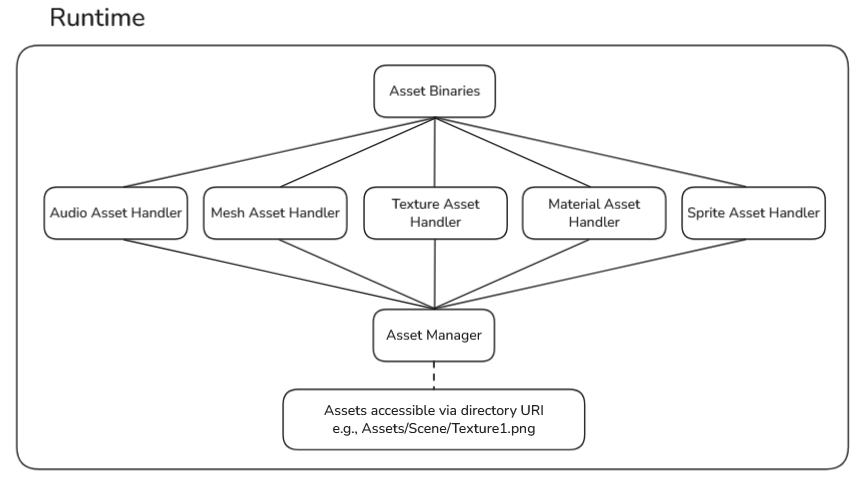 Runtime
Asset Binaries
Audio Asset Handler
Mesh Asset Handler
Texture Asset
Handler
Material Asset
Handler
Sprite Asset Handler
Asset Manager
Assets accessible via directory URI
e.g., Assets/Scene/Texture1.png